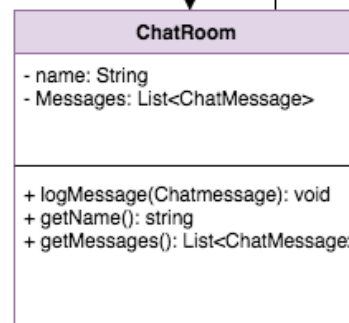 ChatRoom
- name: String
- Messages: List<ChatMessage>
+ logMessage(Chatmessage): void
+ getName(): string
+ getMessages(): List<ChatMessage>